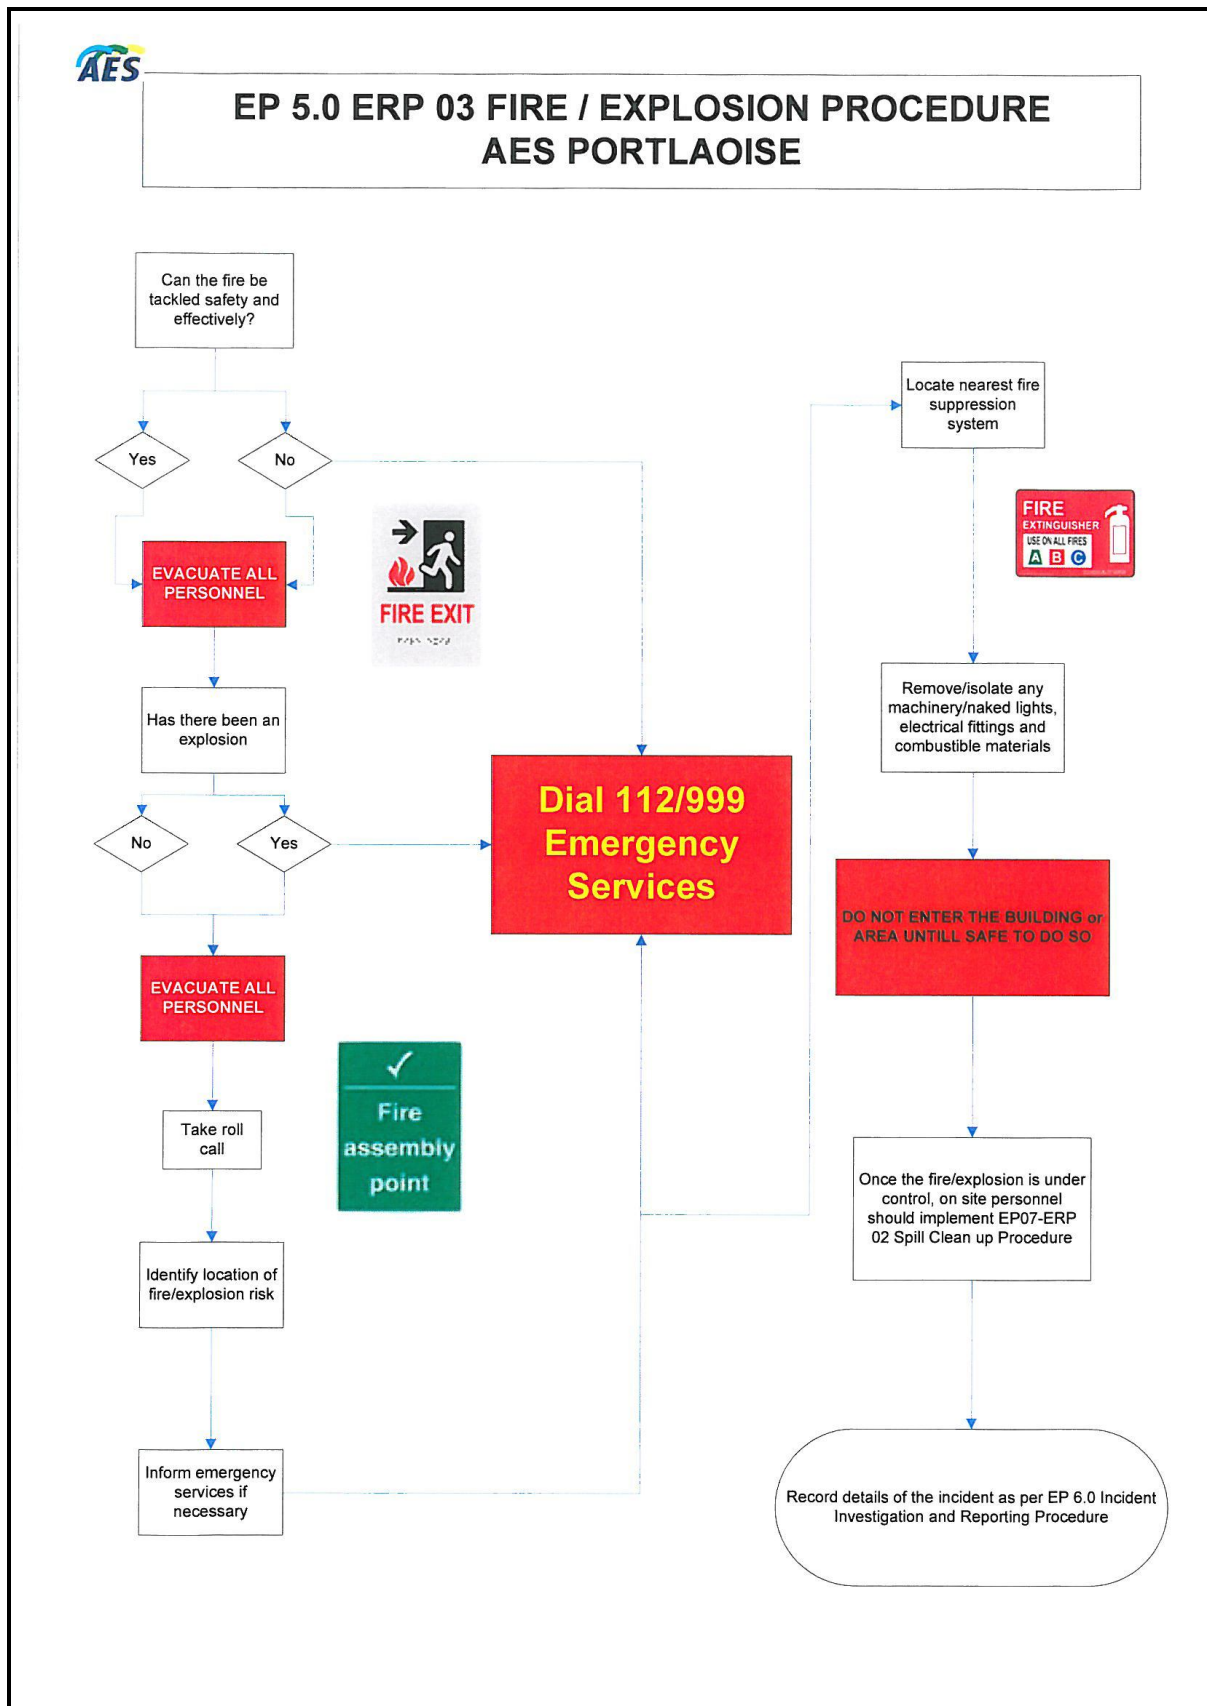 AES
EP 5.0 ERP 03 FIRE / EXPLOSION PROCEDURE
AES PORTLAOISE
Can the fire be
tackled safety and
effectively?
Yes
No
EVACUATE ALL
PERSONNEL
FIRE EXIT
Has there been an
explosion
No
Yes
EVACUATE ALL
PERSONNEL
Take roll
call
Fire
assembly
point
Identify location of
fire/explosion risk
Inform emergency
services if
necessary
Dial 112/999
Emergency
Services
Locate nearest fire
suppression
system
FIRE
EXTINGUISHER
USE ON ALL FIRES
A B C
Remove/isolate any
machinery/naked lights,
electrical fittings and
combustible materials
DO NOT ENTER THE BUILDING or
AREA UNTILL SAFE TO DO SO
Once the fire/explosion is under
control, on site personnel
should implement EP07-ERP
02 Spill Clean up Procedure
Record details of the incident as per EP 6.0 Incident
Investigation and Reporting Procedure